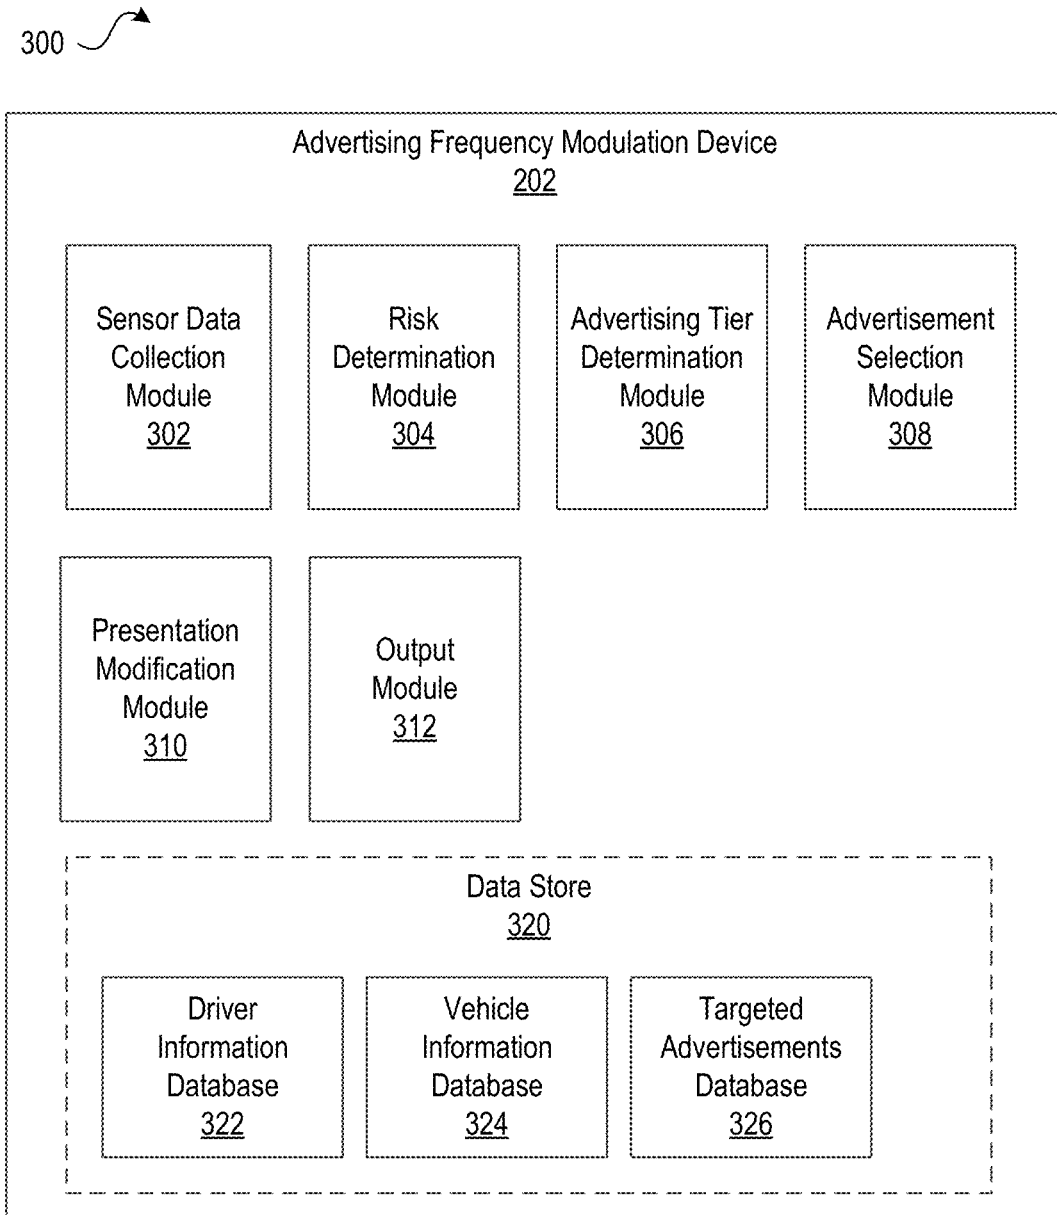 300
Advertising Frequency Modulation Device
202
Sensor Data
Collection
Module
302
Risk
Determination
Module
304
Advertising Tier
Determination
Module
306
Advertisement
Selection
Module
308
Presentation
Modification
Module
310
Output
Module
312
Data Store
320
Driver
Information
Database
322
Vehicle
Information
Database
324
Targeted
Advertisements
Database
326